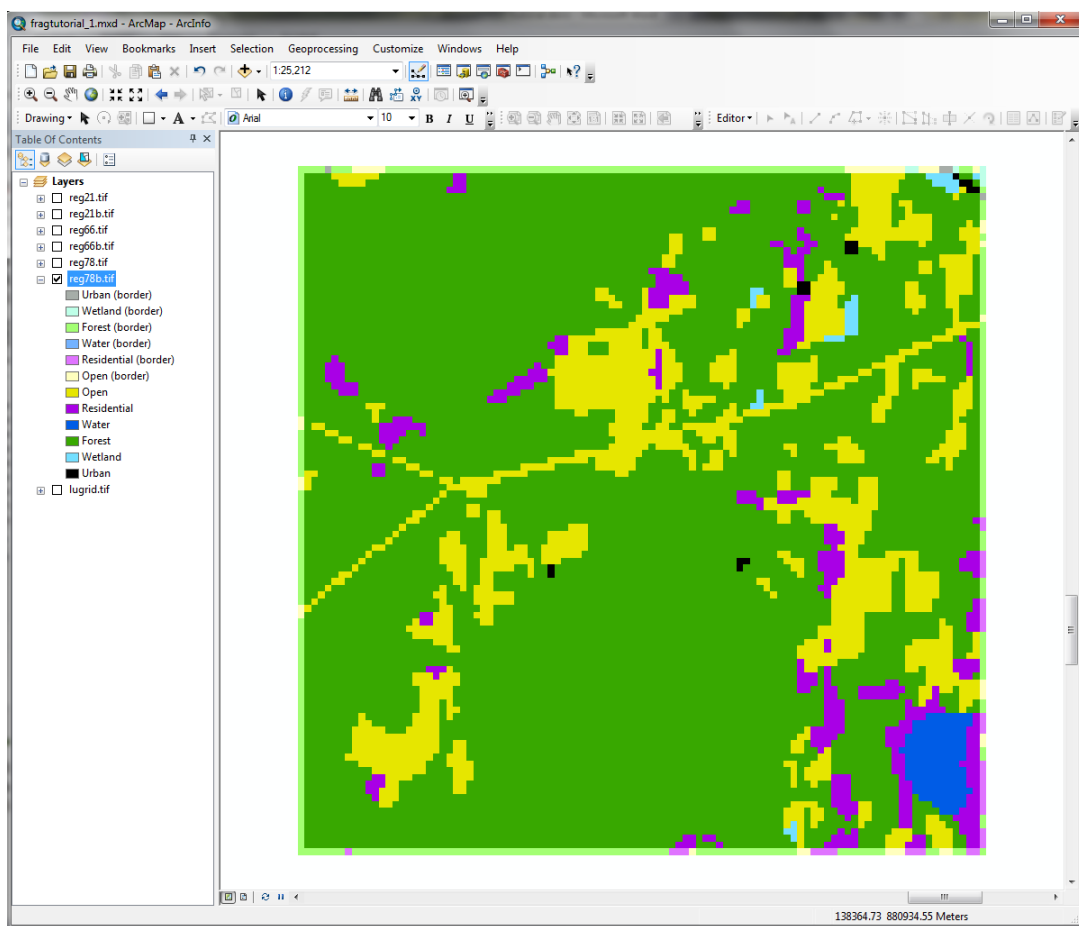 fragtutorial_1.mxd - ArcMap - ArcInfo
File Edit View Bookmarks Insert Selection Geoprocessing Customize Windows Help
1:25,212
Drawing Arial 10 B I U Editor
Table Of Contents
Layers
reg21.tif
reg21b.tif
reg66.tif
reg66b.tif
reg78.tif
reg78b.tif
Urban (border)
Wetland (border)
Forest (border)
Water (border)
Residential (border)
Open (border)
Open
Residential
Water
Forest
Wetland
Urban
lugrid.tif
138364.73 880934.55 Meters